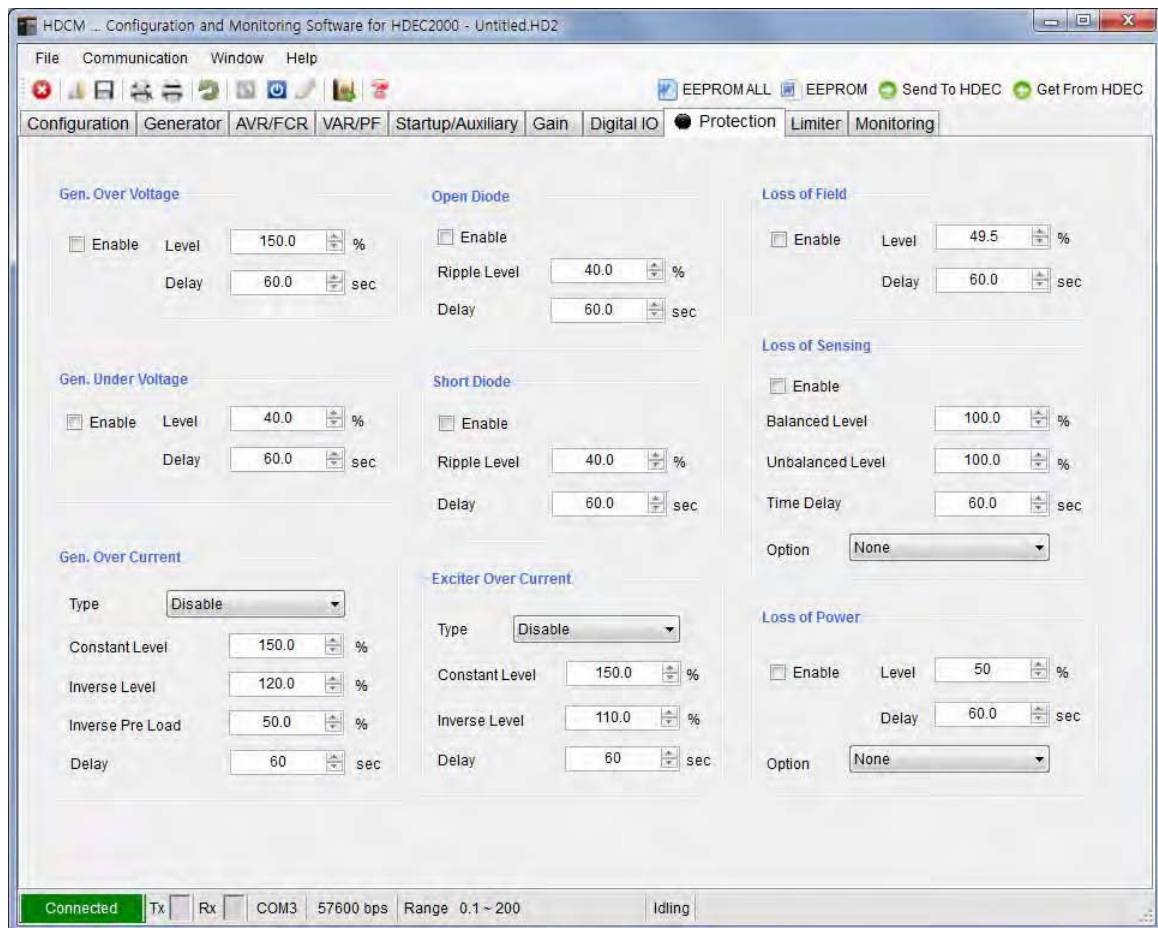 HDCM ... Configuration and Monitoring Software for HDEC2000 - Untitled.HD2
File Communication Window Help
EEPROM ALL EEPROM Send To HDEC Get From HDEC
Configuration Generator AVR/FCR VAR/PF Startup/Auxiliary Gain Digital IO Protection Limiter Monitoring
Gen. Over Voltage
Enable Level 150.0 %
Delay 60.0 sec
Gen. Under Voltage
Enable Level 40.0 %
Delay 60.0 sec
Gen. Over Current
Type Disable
Constant Level 150.0 %
Inverse Level 120.0 %
Inverse Pre Load 50.0 %
Delay 60 sec
Open Diode
Enable
Ripple Level 40.0 %
Delay 60.0 sec
Short Diode
Enable
Ripple Level 40.0 %
Delay 60.0 sec
Exciter Over Current
Type Disable
Constant Level 150.0 %
Inverse Level 110.0 %
Delay 60 sec
Loss of Field
Enable Level 49.5 %
Delay 60.0 sec
Loss of Sensing
Enable
Balanced Level 100.0 %
Unbalanced Level 100.0 %
Time Delay 60.0 sec
Option None
Loss of Power
Enable Level 50 %
Delay 60.0 sec
Option None
Connected Tx Rx COM3 57600 bps Range 0.1 ~ 200 Idling